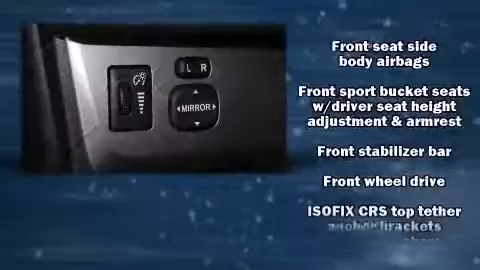 L R
MIRROR
Front seat side
body airbags
Front sport bucket seats
w/driver seat height
adjustment & armrest
Front stabilizer bar
Front wheel drive
ISOFIX CRS top tether